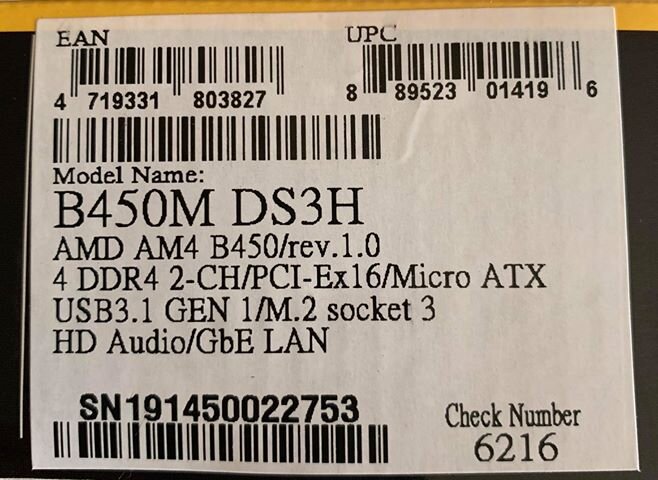 EAN
UPC
4 719331 803827
8 89523 01419 6
Model Name:
B450M DS3H
AMD AM4 B450/rev.1.0
4 DDR4 2-CH/PCI-Ex16/Micro ATX
USB3.1 GEN 1/M.2 socket 3
HD Audio/GbE LAN
SN191450022753
Check Number
6216